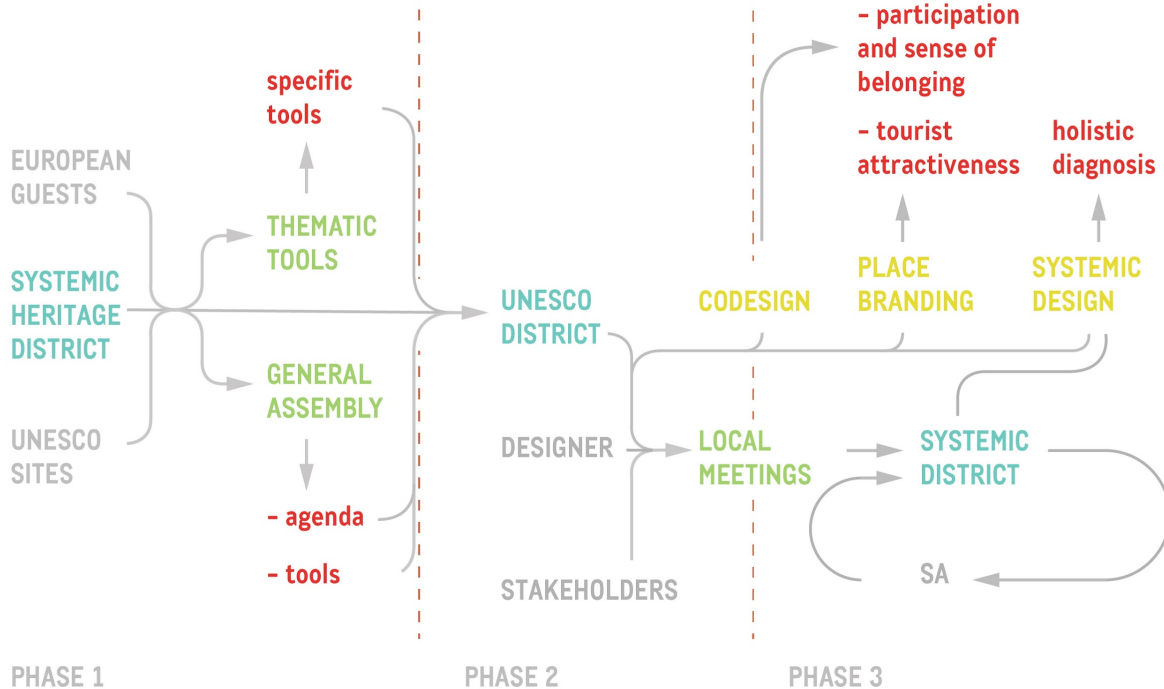 – participation
and sense of
belonging
specific
tools
– tourist
attractiveness
holistic
diagnosis
EUROPEAN
GUESTS
THEMATIC
TOOLS
SYSTEMIC
HERITAGE
DISTRICT
UNESCO
DISTRICT
CODESIGN
PLACE
BRANDING
SYSTEMIC
DESIGN
GENERAL
ASSEMBLY
UNESCO
SITES
DESIGNER
LOCAL
MEETINGS
SYSTEMIC
DISTRICT
– agenda
– tools
STAKEHOLDERS
SA
PHASE 1
PHASE 2
PHASE 3